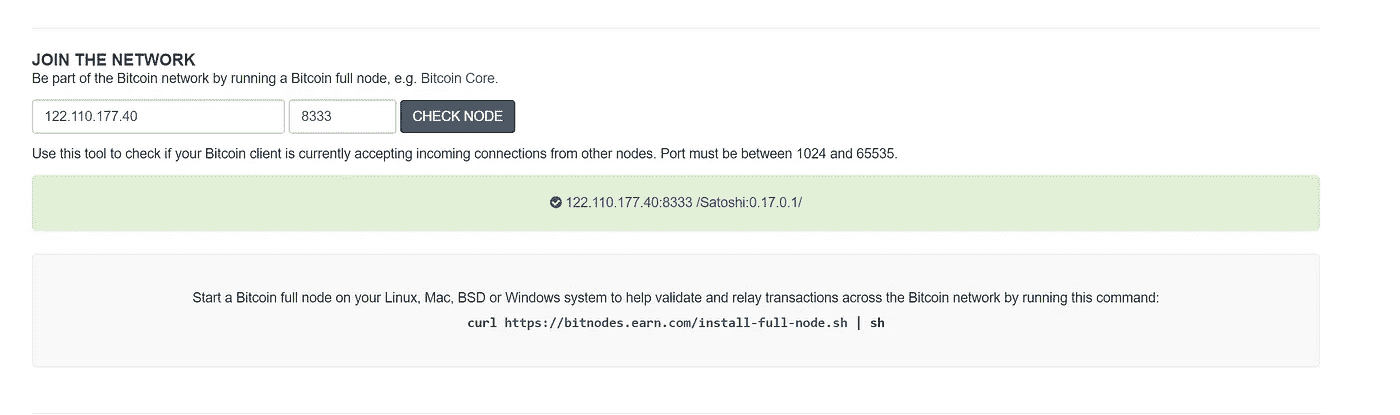 JOIN THE NETWORK
Be part of the Bitcoin network by running a Bitcoin full node, e.g. Bitcoin Core.
122.110.177.40 8333 CHECK NODE
Use this tool to check if your Bitcoin client is currently accepting incoming connections from other nodes. Port must be between 1024 and 65535.
122.110.177.40:8333 /Satoshi:0.17.0.1/
Start a Bitcoin full node on your Linux, Mac, BSD or Windows system to help validate and relay transactions across the Bitcoin network by running this command:
curl https://bitnodes.earn.com/install-full-node.sh | sh